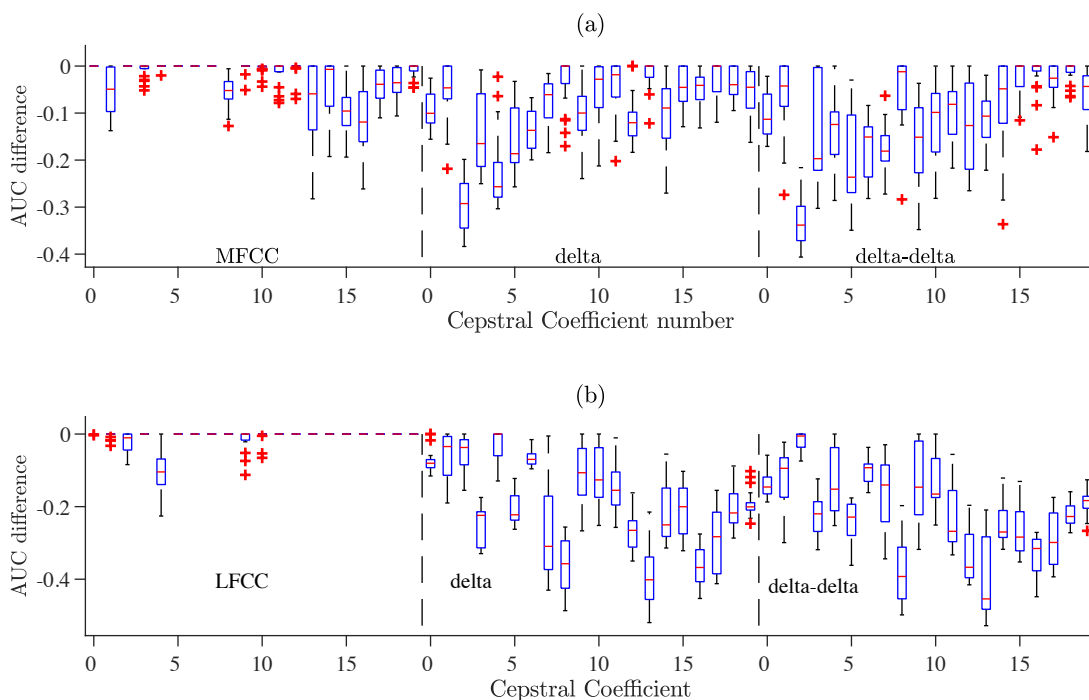 (a)
AUC difference
0
-0.1
-0.2
-0.3
-0.4
MFCC
delta
delta-delta
0 5 10 15 0 5 10 15 0 5 10 15
Cepstral Coefficient number
(b)
AUC difference
0
-0.2
-0.4
LFCC
delta
delta-delta
0 5 10 15 0 5 10 15 0 5 10 15
Cepstral Coefficient